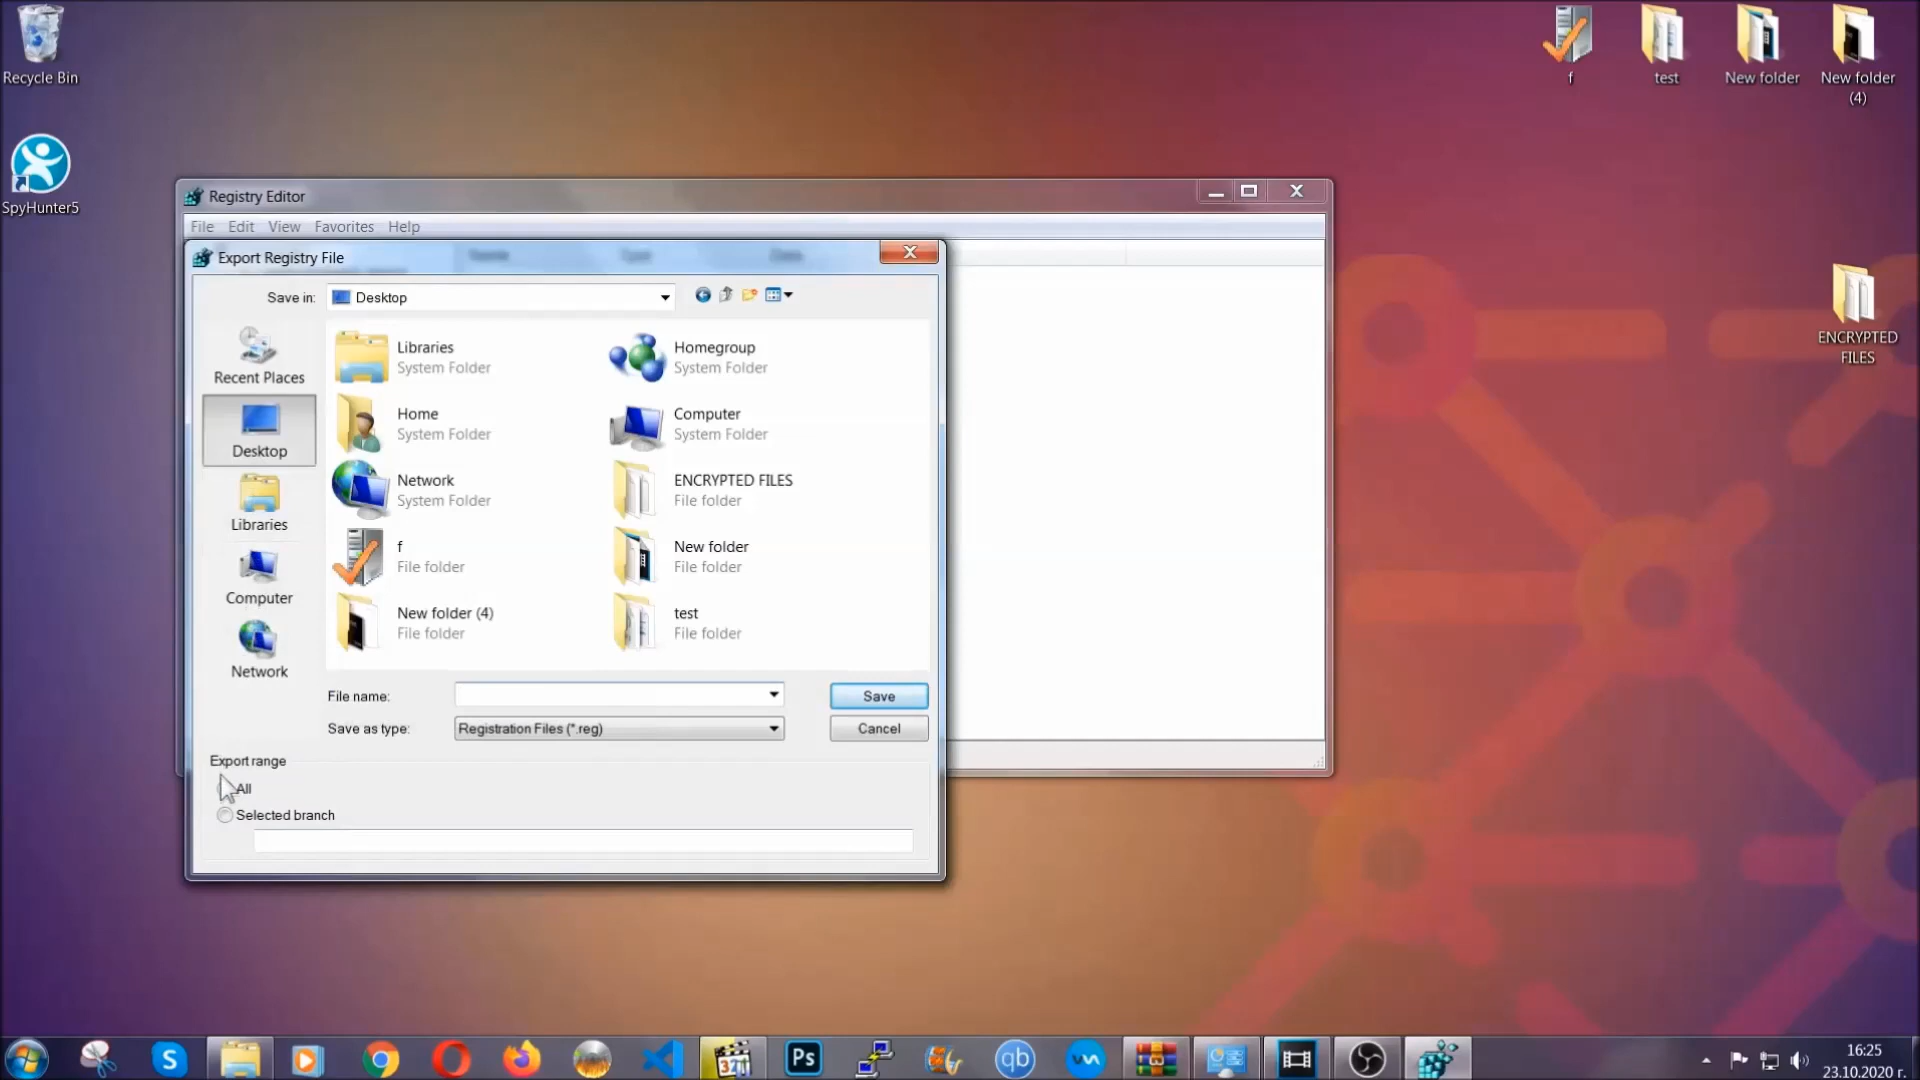 Recycle Bin
SpyHunter5
f
test
New folder
New folder
(4)
ENCRYPTED
FILES
Registry Editor
File Edit View Favorites Help
Export Registry File
Save in:
Desktop
Recent Places
Desktop
Libraries
Computer
Network
Libraries
System Folder
Homegroup
System Folder
Home
System Folder
Computer
System Folder
Network
System Folder
ENCRYPTED FILES
File folder
f
File folder
New folder
File folder
New folder (4)
File folder
test
File folder
File name:
Save
Save as type:
Registration Files (*.reg)
Cancel
Export range
All
Selected branch
S
321
Ps
qb
16:25
23.10.2020 г.